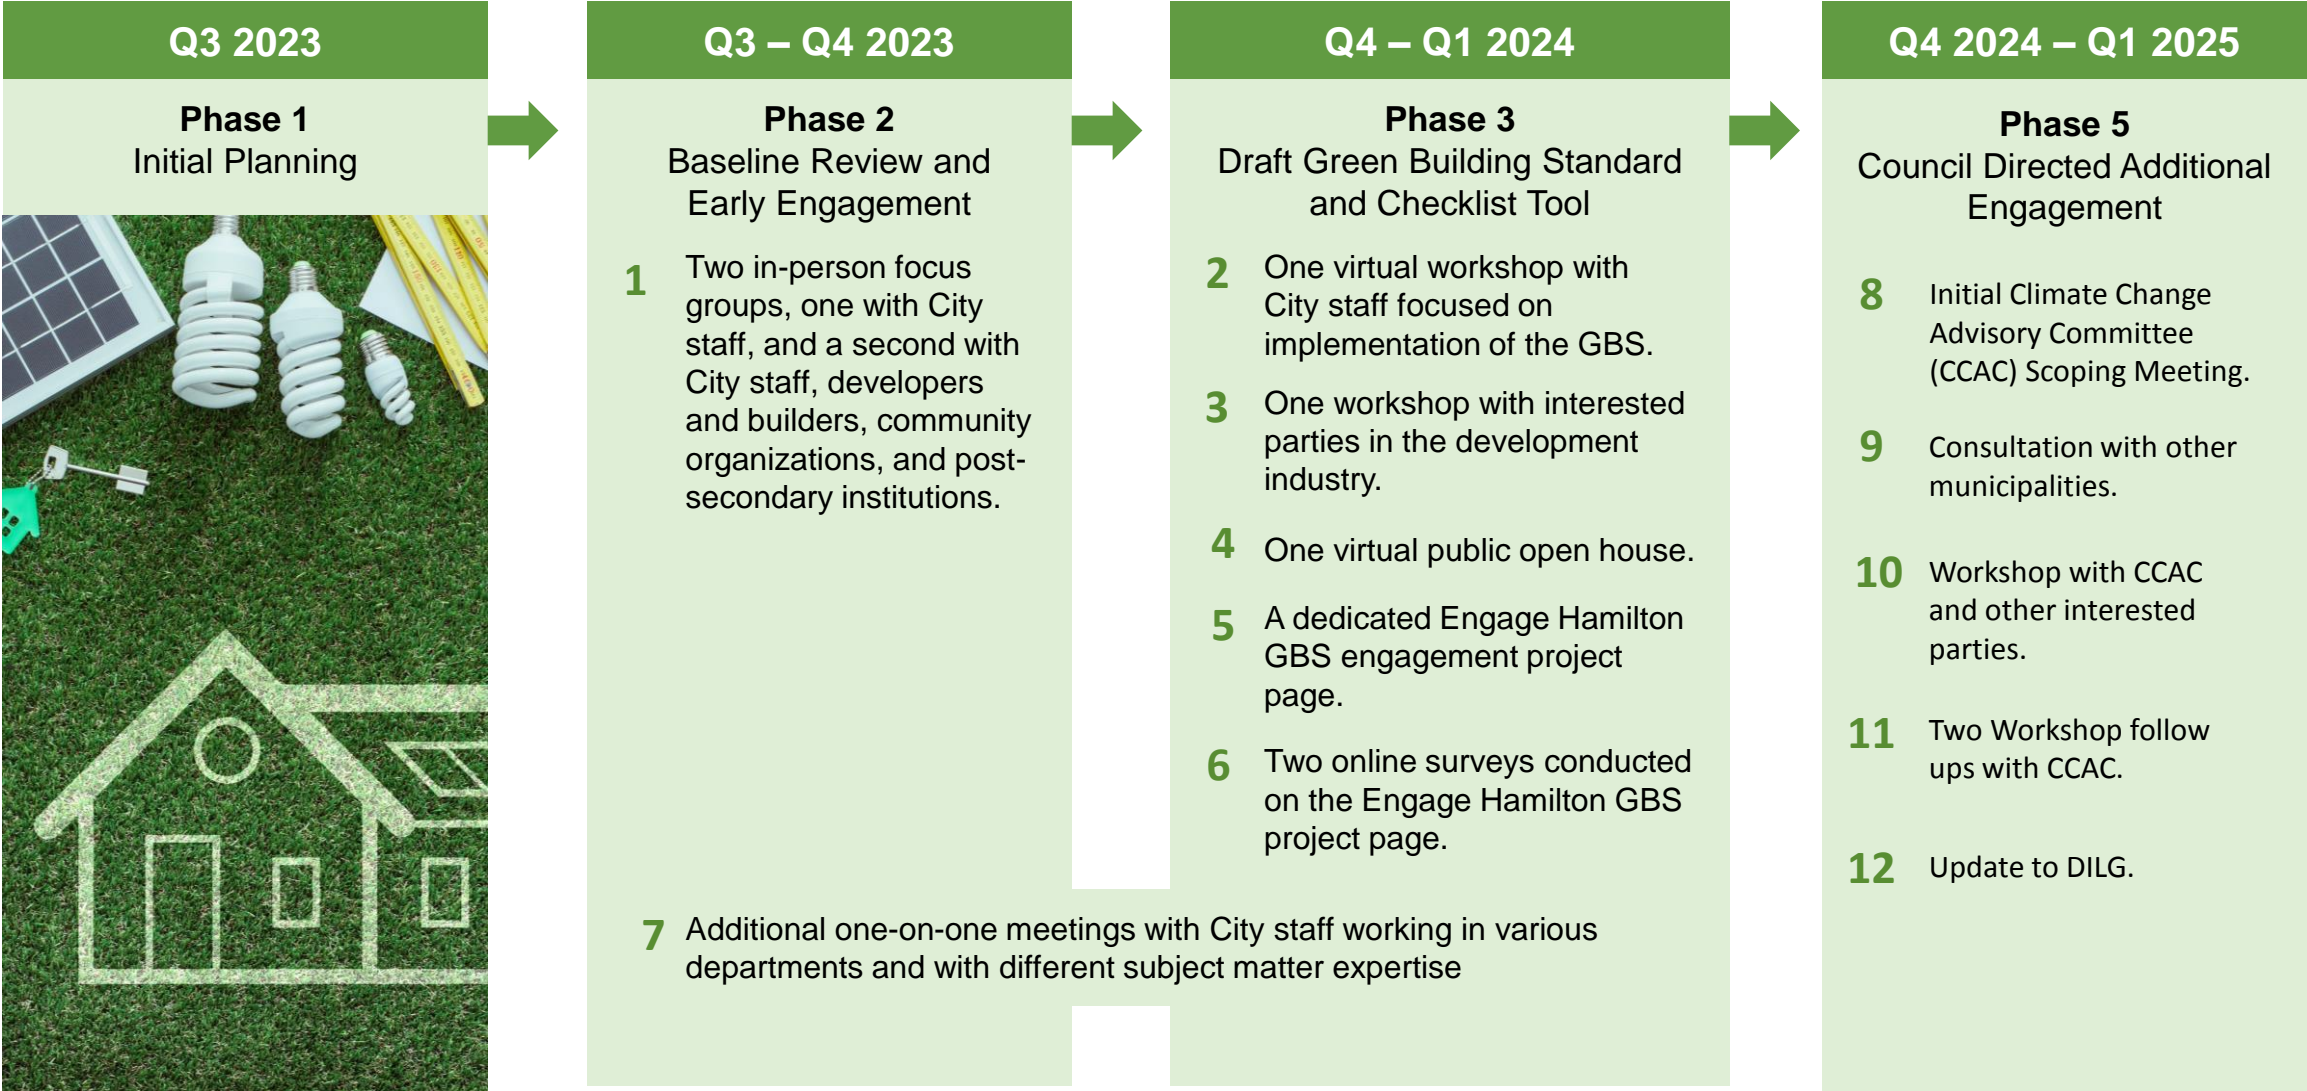 Q3 2023
Phase 1
Initial Planning
Q3 – Q4 2023
Phase 2
Baseline Review and
Early Engagement
1
Two in-person focus
groups, one with City
staff, and a second with
City staff, developers
and builders, community
organizations, and post-
secondary institutions.
Q4 – Q1 2024
Phase 3
Draft Green Building Standard
and Checklist Tool
2
One virtual workshop with
City staff focused on
implementation of the GBS.
3
One workshop with interested
parties in the development
industry.
4
One virtual public open house.
5
A dedicated Engage Hamilton
GBS engagement project
page.
6
Two online surveys conducted
on the Engage Hamilton GBS
project page.
7
Additional one-on-one meetings with City staff working in various
departments and with different subject matter expertise
Q4 2024 – Q1 2025
Phase 5
Council Directed Additional
Engagement
8
Initial Climate Change
Advisory Committee
(CCAC) Scoping Meeting.
9
Consultation with other
municipalities.
10
Workshop with CCAC
and other interested
parties.
11
Two Workshop follow
ups with CCAC.
12
Update to DILG.